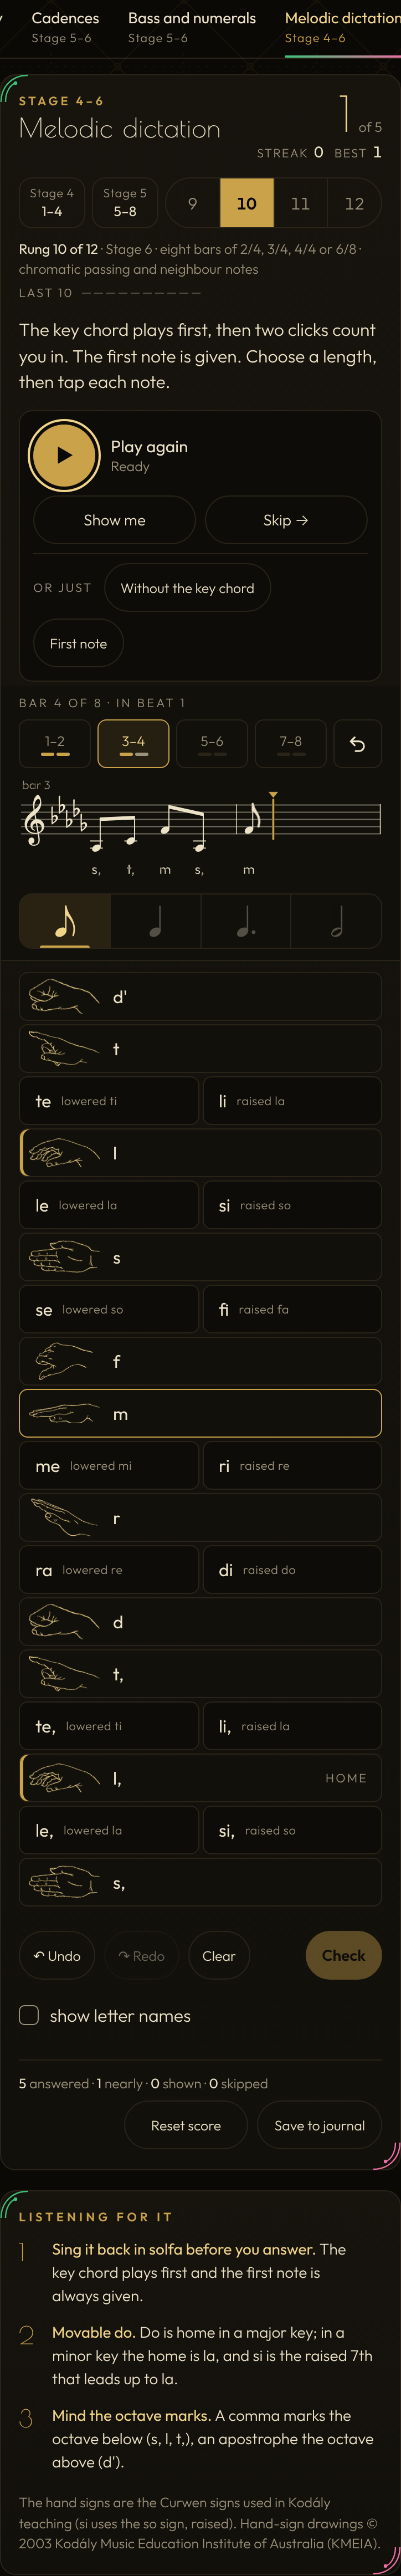 Cadences
Stage 5–6
Bass and numerals
Stage 5–6
Melodic dictation
Stage 4–6
STAGE 4–6
Melodic dictation
1 of 5
STREAK 0 BEST 1
Stage 4
1–4
Stage 5
5–8
9
10
11
12
Rung 10 of 12 · Stage 6 · eight bars of 2/4, 3/4, 4/4 or 6/8 ·
chromatic passing and neighbour notes
LAST 10 – – – – – – – – – –
The key chord plays first, then two clicks count
you in. The first note is given. Choose a length,
then tap each note.
Play again
Ready
Show me
Skip →
OR JUST
Without the key chord
First note
BAR 4 OF 8 · IN BEAT 1
1–2
3–4
5–6
7–8
bar 3
s, t, m s, m
d'
t
te lowered ti
li raised la
l
le lowered la
si raised so
s
se lowered so
fi raised fa
f
m
me lowered mi
ri raised re
r
ra lowered re
di raised do
d
t,
te, lowered ti
li, raised la
l, HOME
le, lowered la
si, raised so
s,
↶ Undo
↷ Redo
Clear
Check
show letter names
5 answered · 1 nearly · 0 shown · 0 skipped
Reset score
Save to journal
LISTENING FOR IT
1 Sing it back in solfa before you answer. The
key chord plays first and the first note is
always given.
2 Movable do. Do is home in a major key; in a
minor key the home is la, and si is the raised 7th
that leads up to la.
3 Mind the octave marks. A comma marks the
octave below (s, l, t,), an apostrophe the octave
above (d').
The hand signs are the Curwen signs used in Kodály
teaching (si uses the so sign, raised). Hand-sign drawings ©
2003 Kodály Music Education Institute of Australia (KMEIA).